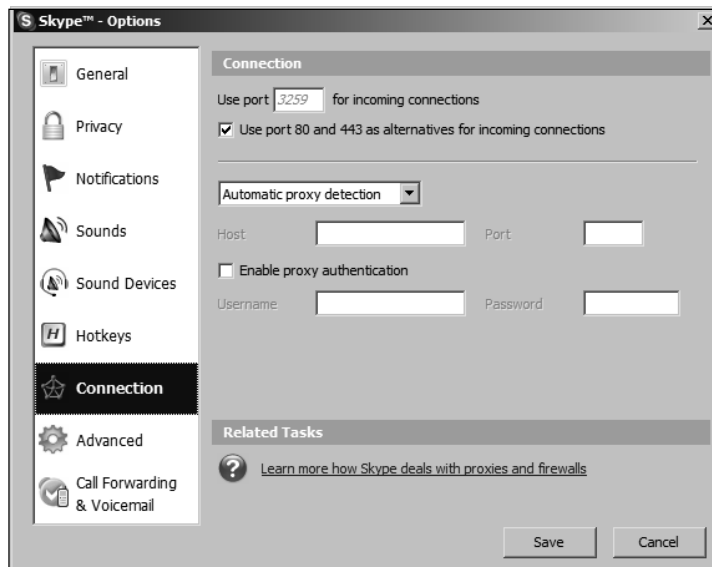 S Skype™ - Options
General
Privacy
Notifications
Sounds
Sound Devices
H Hotkeys
Connection
Advanced
Call Forwarding
& Voicemail
Connection
Use port 3259 for incoming connections
Use port 80 and 443 as alternatives for incoming connections
Automatic proxy detection
Host Port
Enable proxy authentication
Username Password
Related Tasks
? Learn more how Skype deals with proxies and firewalls
Save Cancel